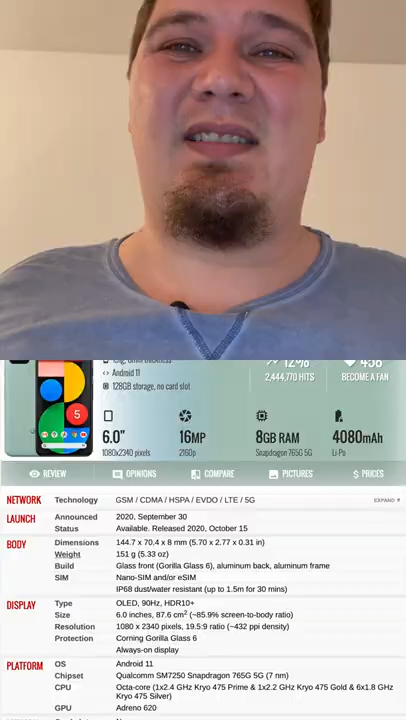 12%
458
Android 11
2,444,770 HITS
BECOME A FAN
128GB storage, no card slot
5
6.0"
16MP
8GB RAM
4080mAh
1080x2340 pixels
2160p
Snapdragon 765G 5G
Li-Po
REVIEW
OPINIONS
COMPARE
PICTURES
PRICES
NETWORK Technology GSM / CDMA / HSPA / EVDO / LTE / 5G EXPAND ▼
LAUNCH Announced 2020, September 30
Status Available. Released 2020, October 15
BODY Dimensions 144.7 x 70.4 x 8 mm (5.70 x 2.77 x 0.31 in)
Weight 151 g (5.33 oz)
Build Glass front (Gorilla Glass 6), aluminum back, aluminum frame
SIM Nano-SIM and/or eSIM
IP68 dust/water resistant (up to 1.5m for 30 mins)
DISPLAY Type OLED, 90Hz, HDR10+
Size 6.0 inches, 87.6 cm² (~85.9% screen-to-body ratio)
Resolution 1080 x 2340 pixels, 19.5:9 ratio (~432 ppi density)
Protection Corning Gorilla Glass 6
Always-on display
PLATFORM OS Android 11
Chipset Qualcomm SM7250 Snapdragon 765G 5G (7 nm)
CPU Octa-core (1x2.4 GHz Kryo 475 Prime & 1x2.2 GHz Kryo 475 Gold & 6x1.8 GHz
Kryo 475 Silver)
GPU Adreno 620